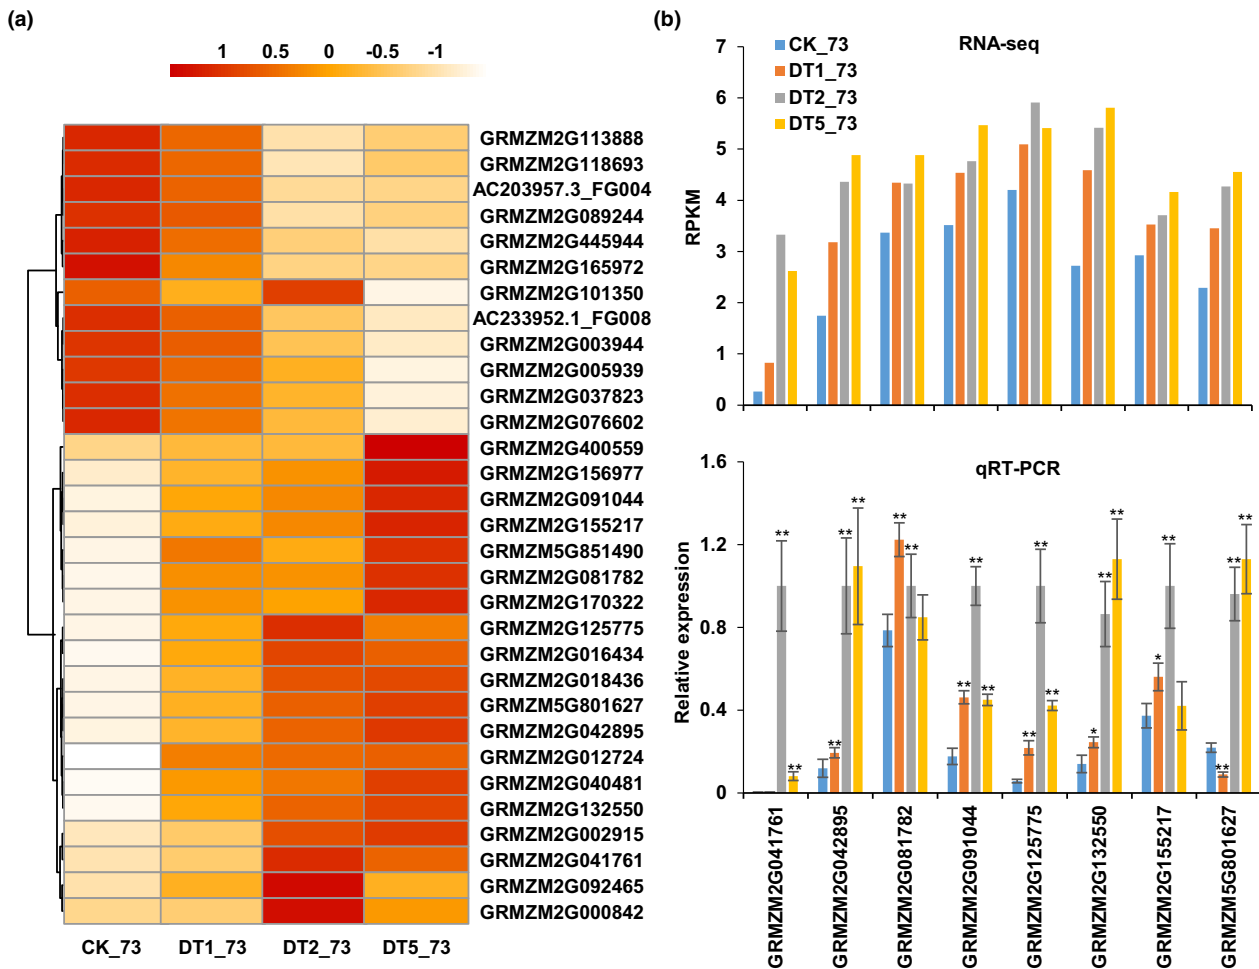 (a)
1 0.5 0 -0.5 -1
GRMZM2G113888
GRMZM2G118693
AC203957.3_FG004
GRMZM2G089244
GRMZM2G445944
GRMZM2G165972
GRMZM2G101350
AC233952.1_FG008
GRMZM2G003944
GRMZM2G005939
GRMZM2G037823
GRMZM2G076602
GRMZM2G400559
GRMZM2G156977
GRMZM2G091044
GRMZM2G155217
GRMZM5G851490
GRMZM2G081782
GRMZM2G170322
GRMZM2G125775
GRMZM2G016434
GRMZM2G018436
GRMZM5G801627
GRMZM2G042895
GRMZM2G012724
GRMZM2G040481
GRMZM2G132550
GRMZM2G002915
GRMZM2G041761
GRMZM2G092465
GRMZM2G000842
CK_73 DT1_73 DT2_73 DT5_73
(b)
RNA-seq
CK_73
DT1_73
DT2_73
DT5_73
RPKM
7
6
5
4
3
2
1
0
qRT-PCR
Relative expression
1.6
1.2
0.8
0.4
0
** ** ** ** ** ** ** ** ** ** ** ** ** * ** ** * ** ** ** **
GRMZM2G041761
GRMZM2G042895
GRMZM2G081782
GRMZM2G091044
GRMZM2G125775
GRMZM2G132550
GRMZM2G155217
GRMZM5G801627